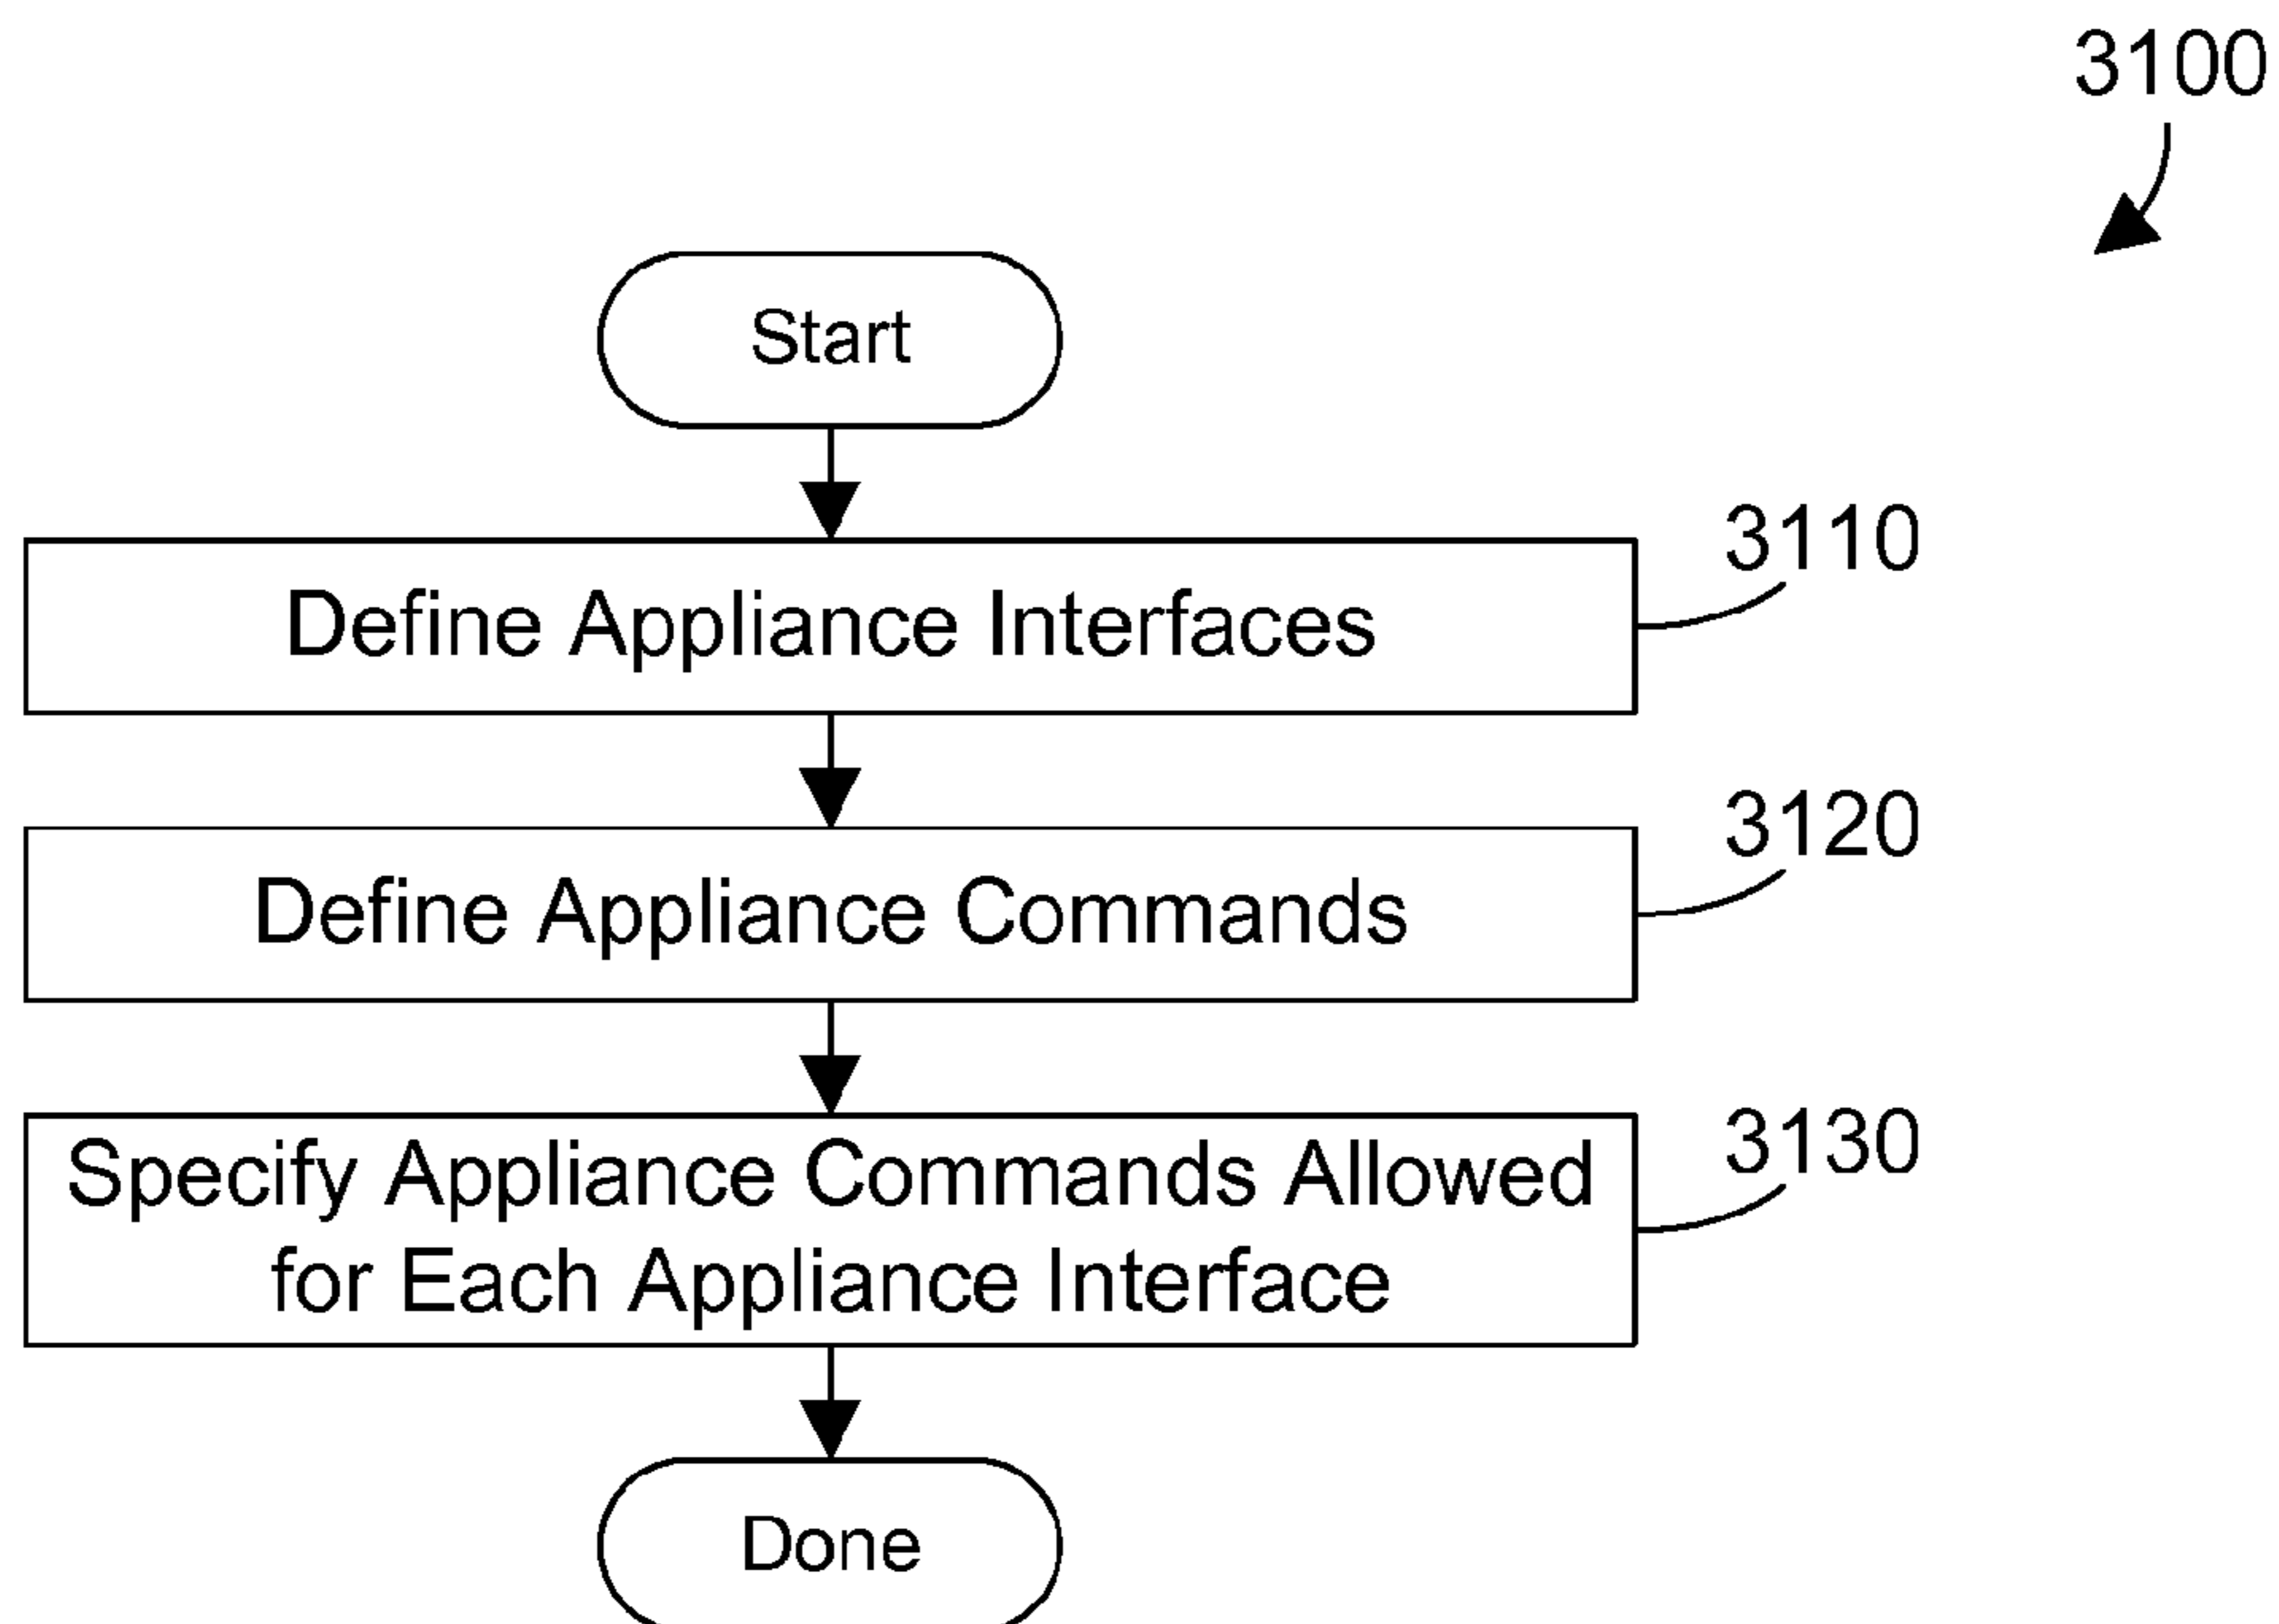 3100
Start
Define Appliance Interfaces
3110
Define Appliance Commands
3120
Specify Appliance Commands Allowed
for Each Appliance Interface
3130
Done